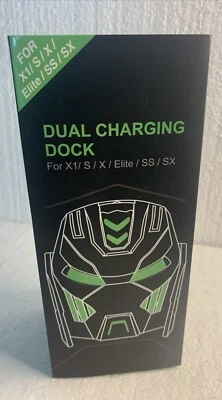 FOR
X1/ S / X /
Elite / SS / SX
DUAL CHARGING
DOCK
For X1/ S / X / Elite / SS / SX